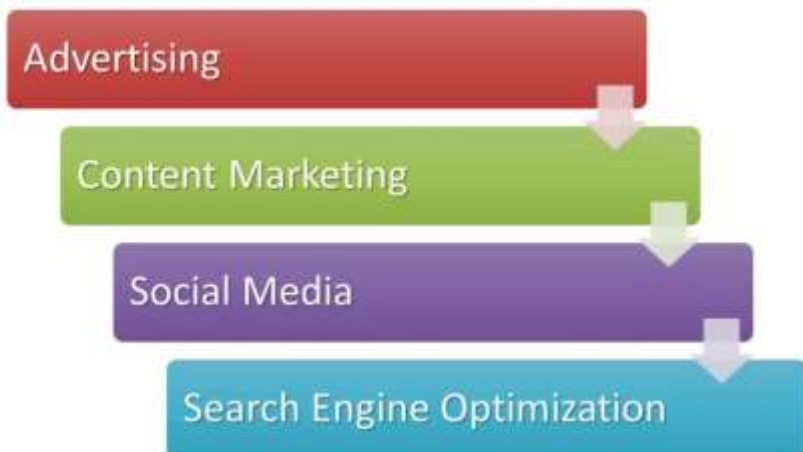 Advertising
Content Marketing
Social Media
Search Engine Optimization